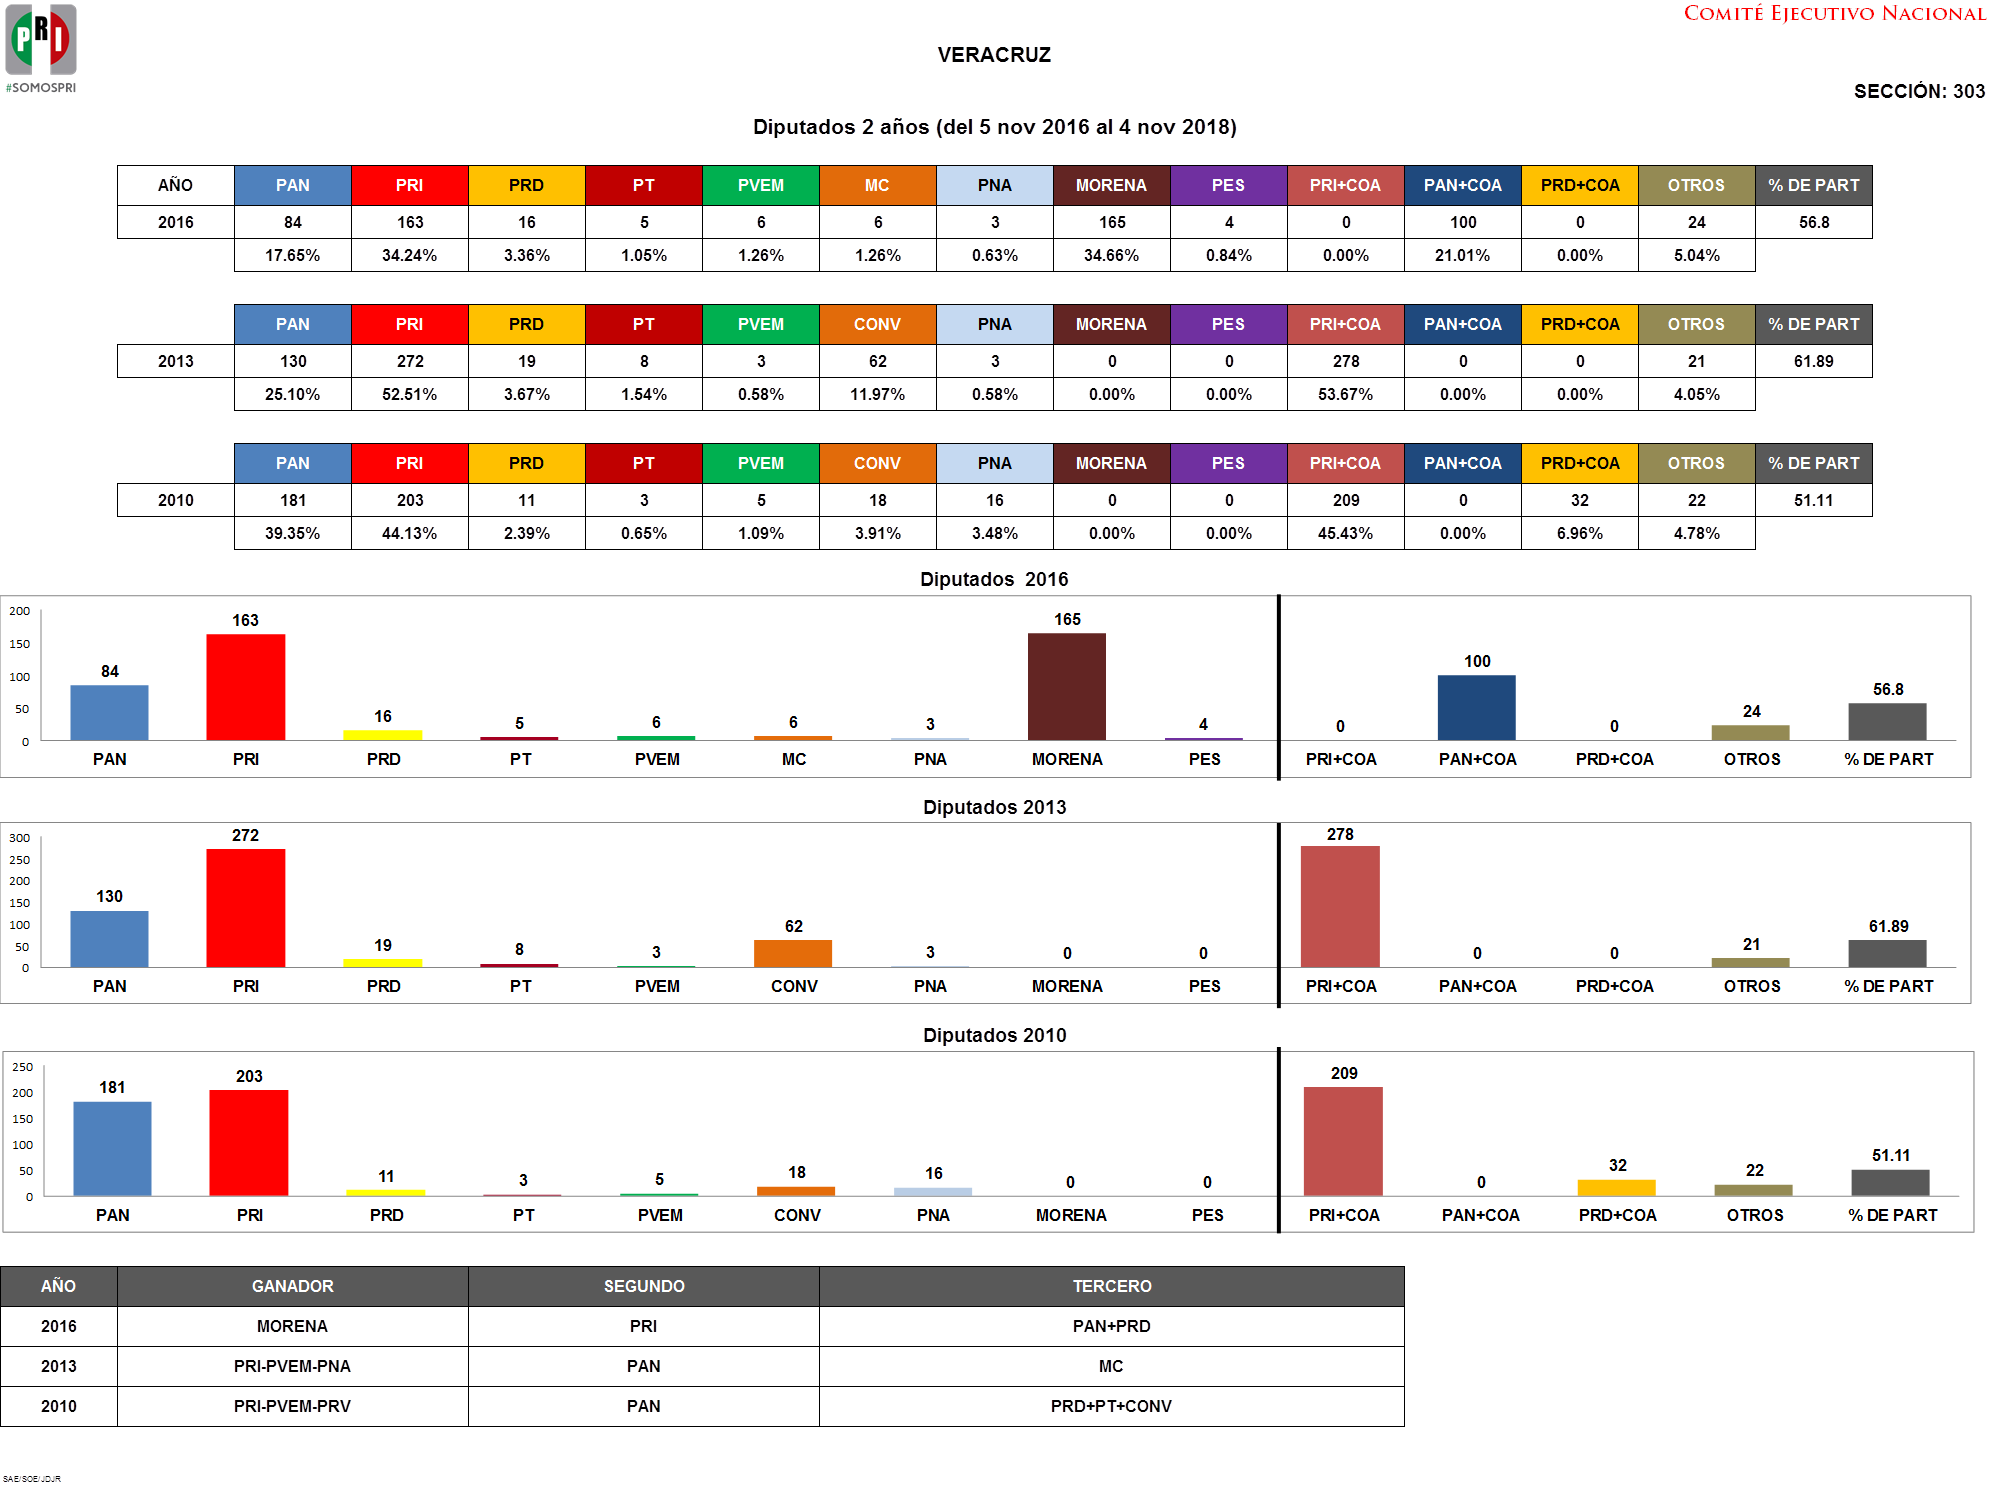 PRI
#SOMOSPRI
COMITÉ EJECUTIVO NACIONAL
VERACRUZ
SECCIÓN: 303
Diputados 2 años (del 5 nov 2016 al 4 nov 2018)
AÑO PAN PRI PRD PT PVEM MC PNA MORENA PES PRI+COA PAN+COA PRD+COA OTROS % DE PART
2016 84 163 16 5 6 6 3 165 4 0 100 0 24 56.8
17.65% 34.24% 3.36% 1.05% 1.26% 1.26% 0.63% 34.66% 0.84% 0.00% 21.01% 0.00% 5.04%
PAN PRI PRD PT PVEM CONV PNA MORENA PES PRI+COA PAN+COA PRD+COA OTROS % DE PART
2013 130 272 19 8 3 62 3 0 0 278 0 0 21 61.89
25.10% 52.51% 3.67% 1.54% 0.58% 11.97% 0.58% 0.00% 0.00% 53.67% 0.00% 0.00% 4.05%
PAN PRI PRD PT PVEM CONV PNA MORENA PES PRI+COA PAN+COA PRD+COA OTROS % DE PART
2010 181 203 11 3 5 18 16 0 0 209 0 32 22 51.11
39.35% 44.13% 2.39% 0.65% 1.09% 3.91% 3.48% 0.00% 0.00% 45.43% 0.00% 6.96% 4.78%
Diputados 2016
200
150
100
50
0
84 163 16 5 6 6 3 165 4 0 100 0 24 56.8
PAN PRI PRD PT PVEM MC PNA MORENA PES PRI+COA PAN+COA PRD+COA OTROS % DE PART
Diputados 2013
300
250
200
150
100
50
0
130 272 19 8 3 62 3 0 0 278 0 0 21 61.89
PAN PRI PRD PT PVEM CONV PNA MORENA PES PRI+COA PAN+COA PRD+COA OTROS % DE PART
Diputados 2010
250
200
150
100
50
0
181 203 11 3 5 18 16 0 0 209 0 32 22 51.11
PAN PRI PRD PT PVEM CONV PNA MORENA PES PRI+COA PAN+COA PRD+COA OTROS % DE PART
AÑO GANADOR SEGUNDO TERCERO
2016 MORENA PRI PAN+PRD
2013 PRI-PVEM-PNA PAN MC
2010 PRI-PVEM-PRV PAN PRD+PT+CONV
SAE/SOE/JDJR